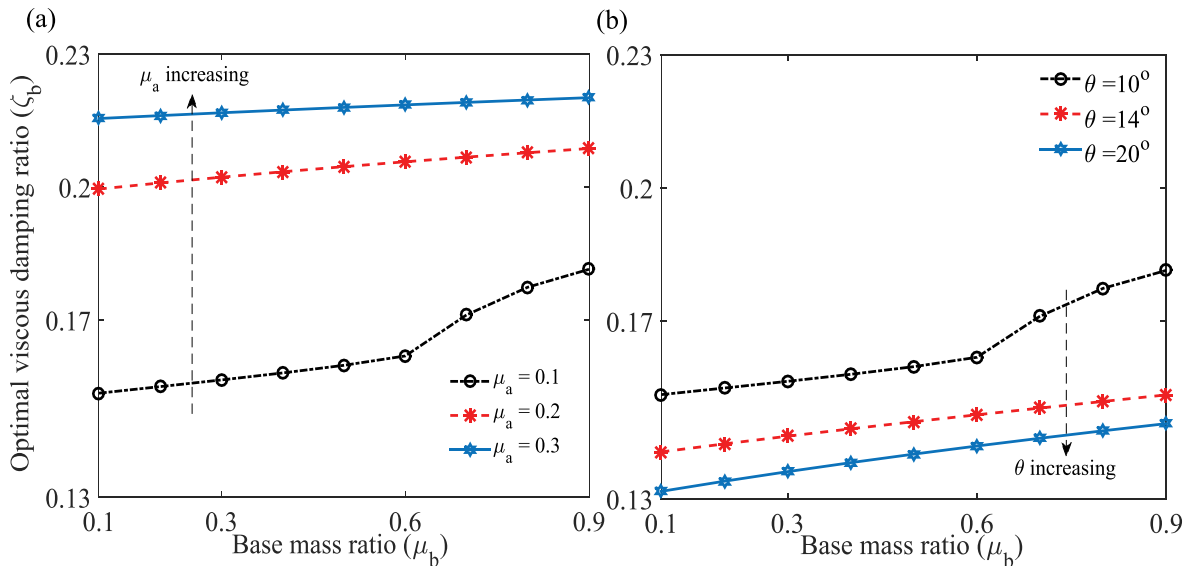 (a)
(b)
Optimal viscous damping ratio (ζb)
0.23
0.2
0.17
0.13
μa increasing
μa = 0.1
μa = 0.2
μa = 0.3
0.1
0.3
0.6
0.9
Base mass ratio (μb)
0.23
0.2
0.17
0.13
θ =10o
θ =14o
θ =20o
θ increasing
0.1
0.3
0.6
0.9
Base mass ratio (μb)